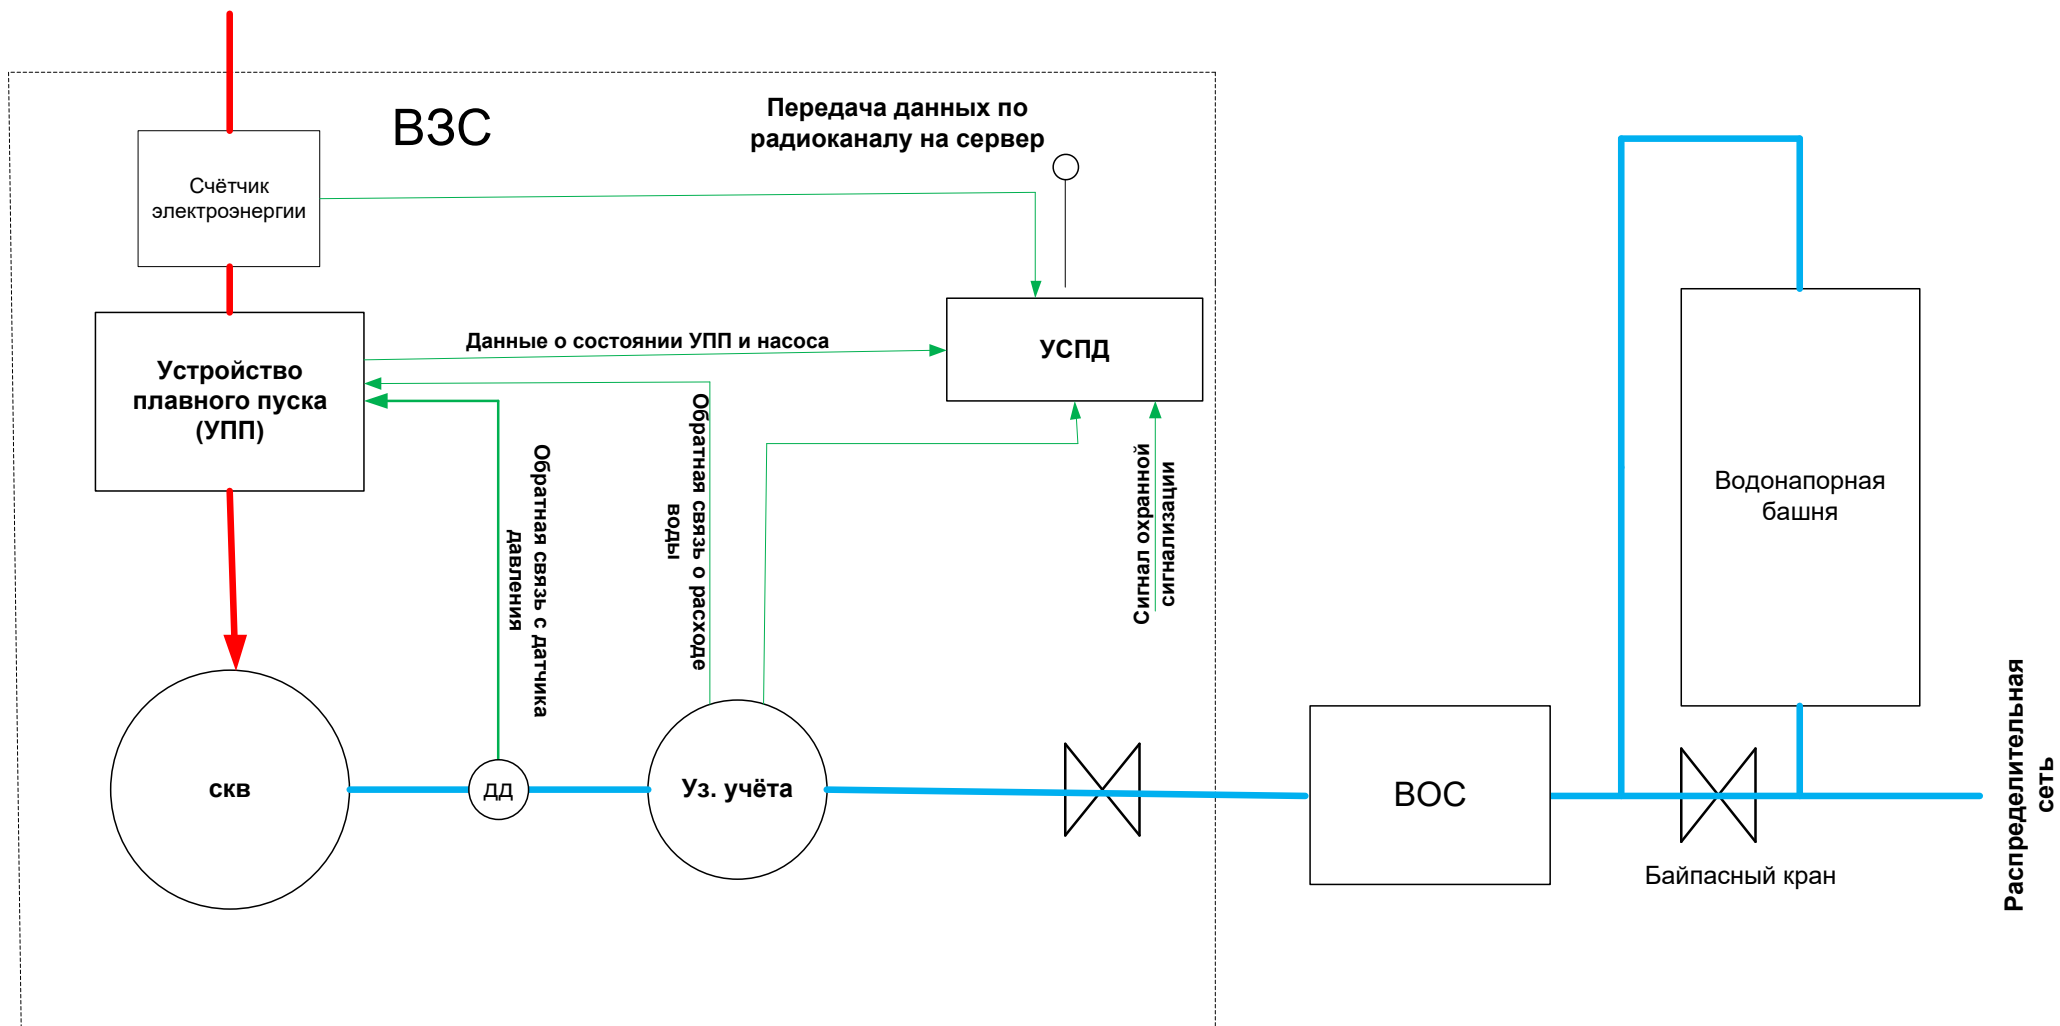 ВЗС
Передача данных по
радиоканалу на сервер
Счётчик
электроэнергии
Данные о состоянии УПП и насоса
УСПД
Устройство
плавного пуска
(УПП)
Обратная связь с датчика
давления
Обратная связь о расходе
воды
Сигнал охранной
сигнализации
Водонапорная
башня
скв
дд
Уз. учёта
ВОС
Байпасный кран
Распределительная
сеть